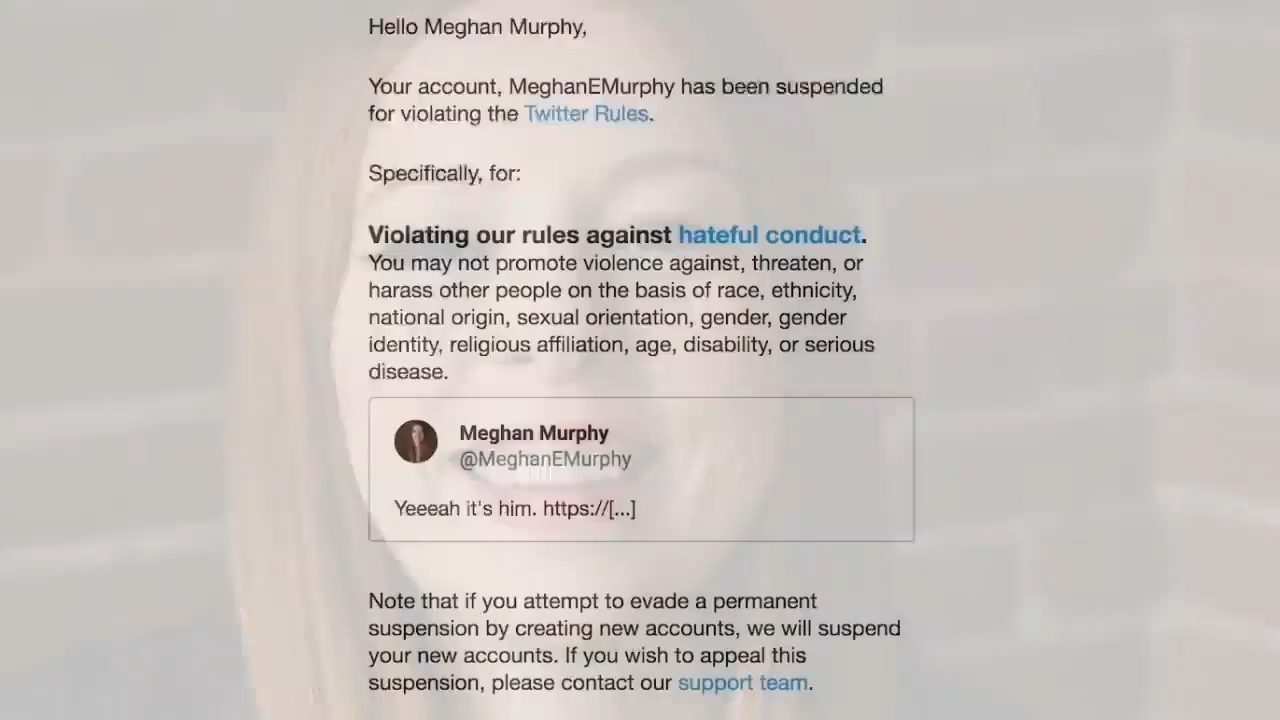 Hello Meghan Murphy,
Your account, MeghanEMurphy has been suspended
for violating the Twitter Rules.
Specifically, for:
Violating our rules against hateful conduct.
You may not promote violence against, threaten, or
harass other people on the basis of race, ethnicity,
national origin, sexual orientation, gender, gender
identity, religious affiliation, age, disability, or serious
disease.
Meghan Murphy
@MeghanEMurphy
Yeeeah it's him. https://[...]
Note that if you attempt to evade a permanent
suspension by creating new accounts, we will suspend
your new accounts. If you wish to appeal this
suspension, please contact our support team.